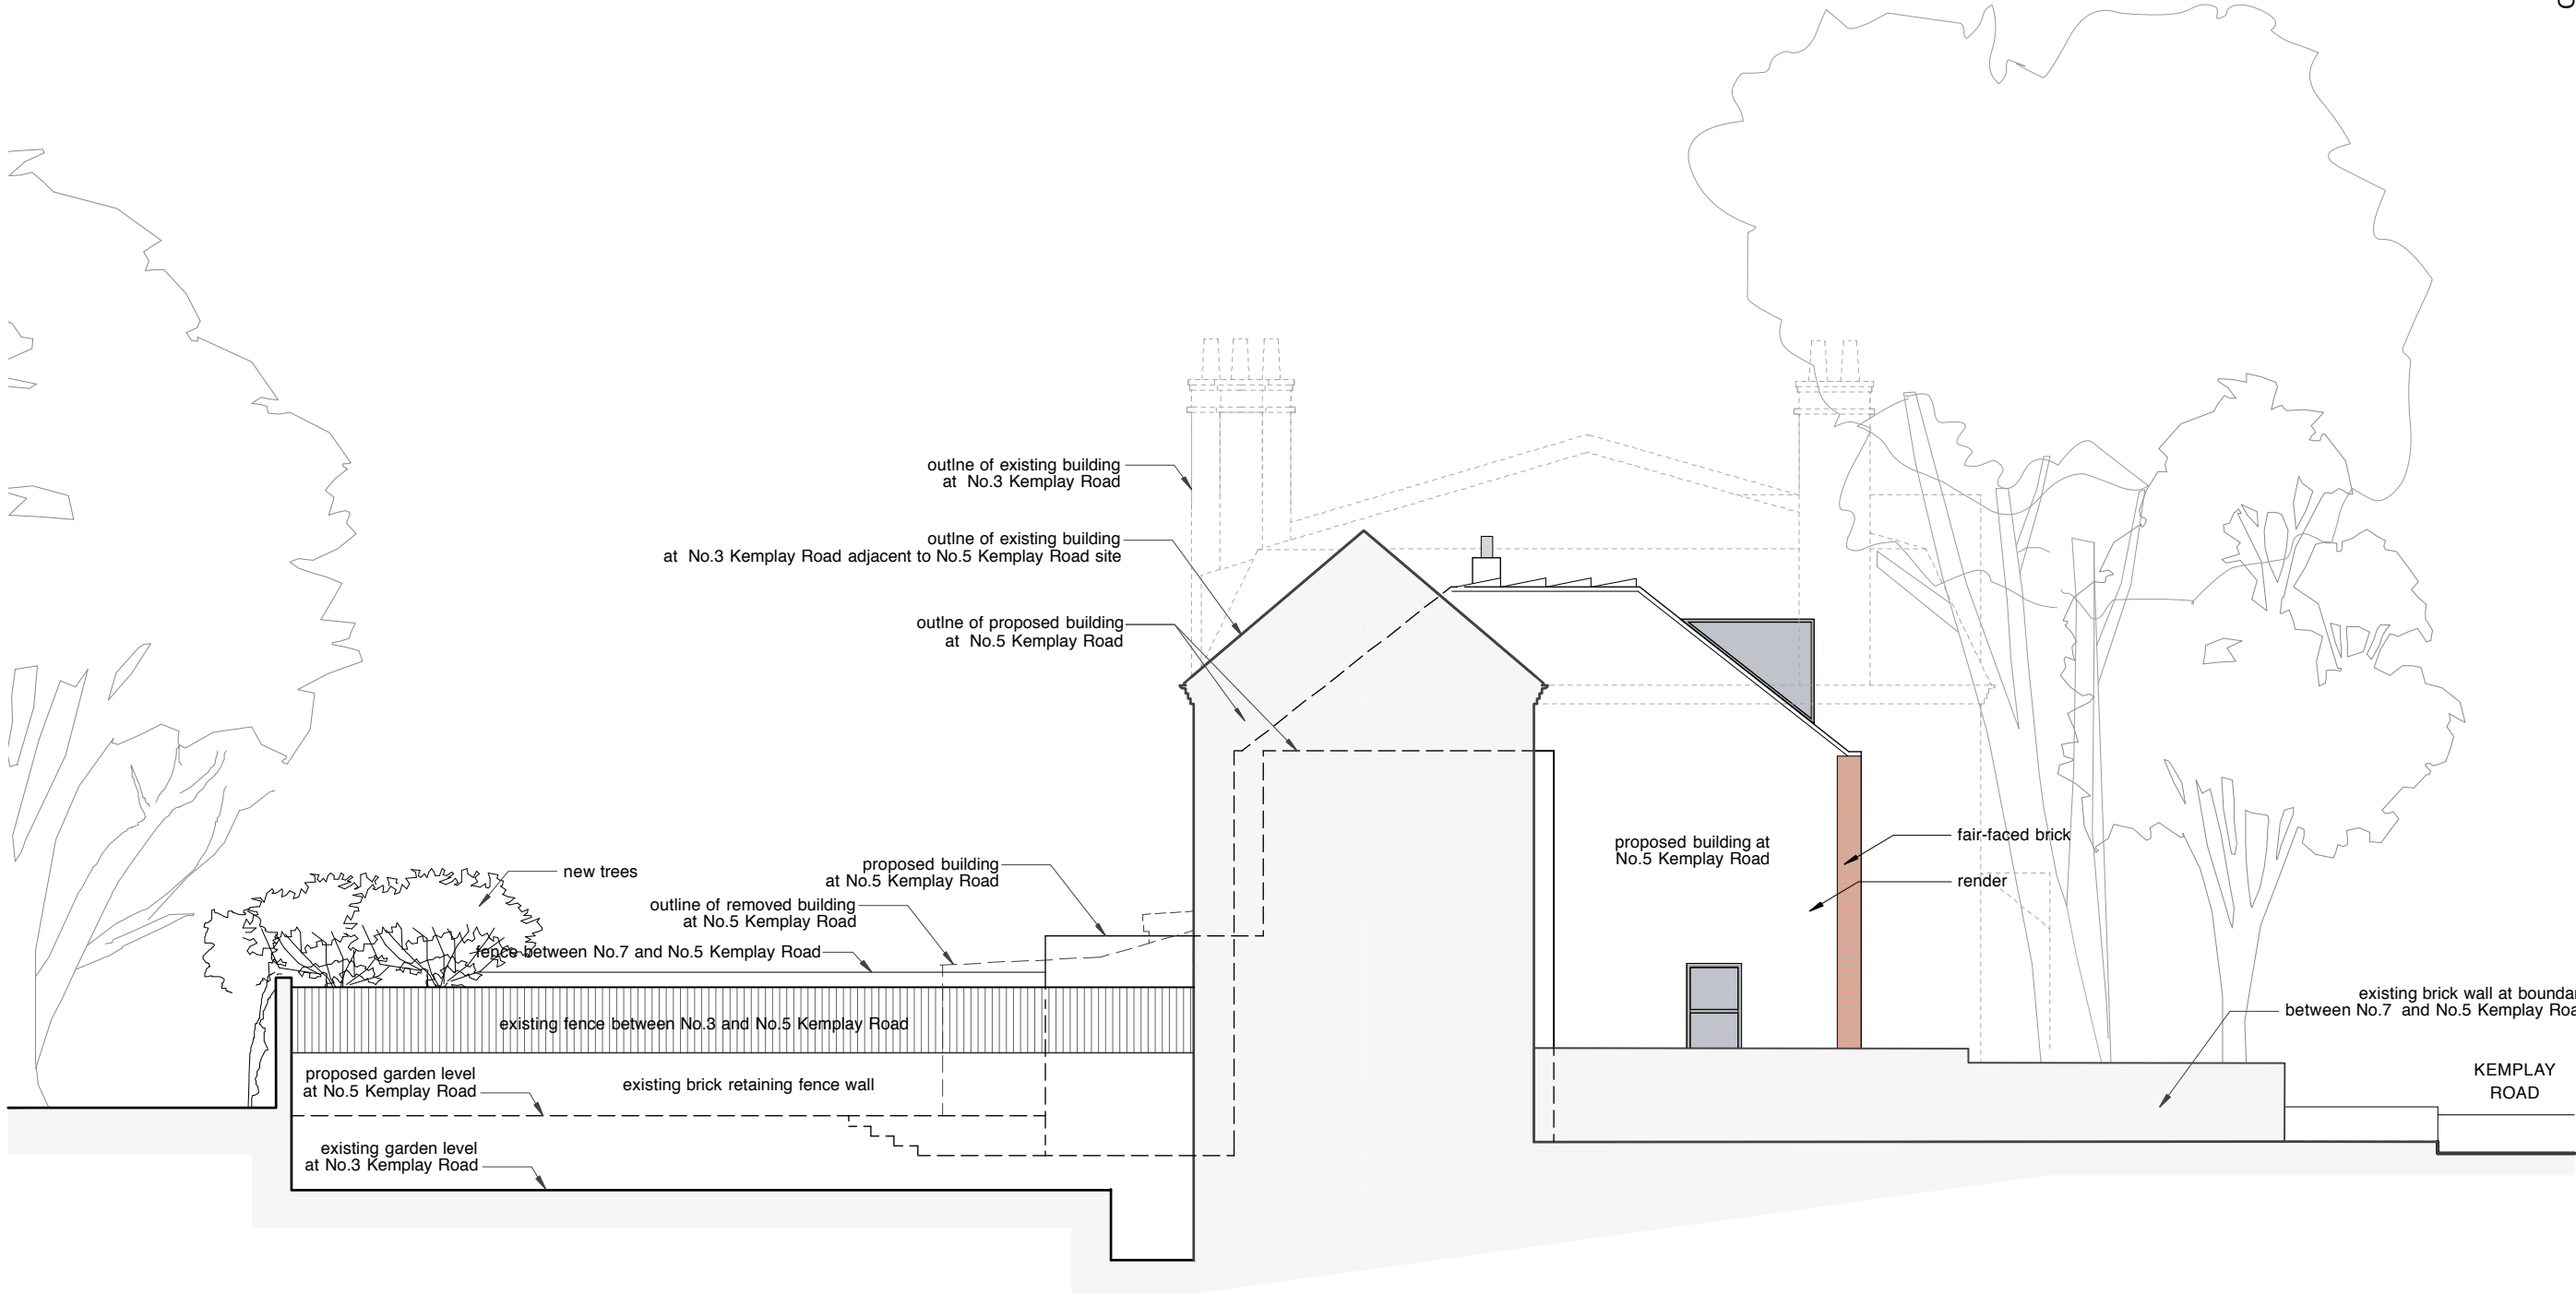 outlne of existing building
at No.3 Kemplay Road
outlne of existing building
at No.3 Kemplay Road adjacent to No.5 Kemplay Road site
outlne of proposed building
at No.5 Kemplay Road
proposed building
at No.5 Kemplay Road
new trees
outline of removed building
at No.5 Kemplay Road
fence between No.7 and No.5 Kemplay Road
existing fence between No.3 and No.5 Kemplay Road
proposed garden level
at No.5 Kemplay Road
existing brick retaining fence wall
existing garden level
at No.3 Kemplay Road
proposed building at
No.5 Kemplay Road
fair-faced brick
render
existing brick wall at bounda
between No.7 and No.5 Kemplay Roa
KEMPLAY
ROAD